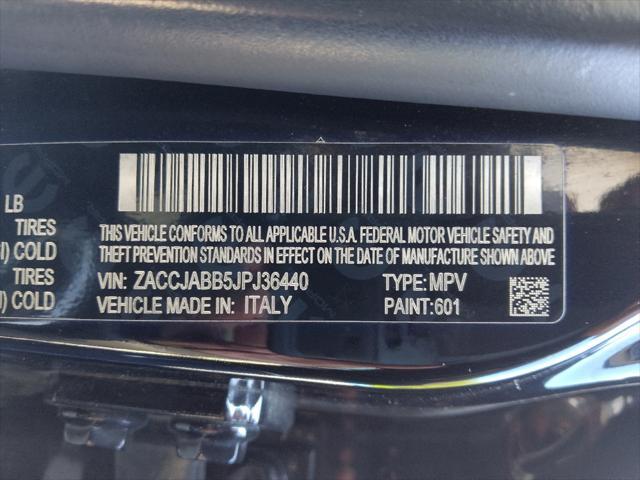 LB
TIRES
I) COLD
TIRES
I) COLD
THIS VEHICLE CONFORMS TO ALL APPLICABLE U.S.A. FEDERAL MOTOR VEHICLE SAFETY AND
THEFT PREVENTION STANDARDS IN EFFECT ON THE DATE OF MANUFACTURE SHOWN ABOVE
VIN: ZACCJABB5JPJ36440 TYPE: MPV
VEHICLE MADE IN: ITALY PAINT: 601